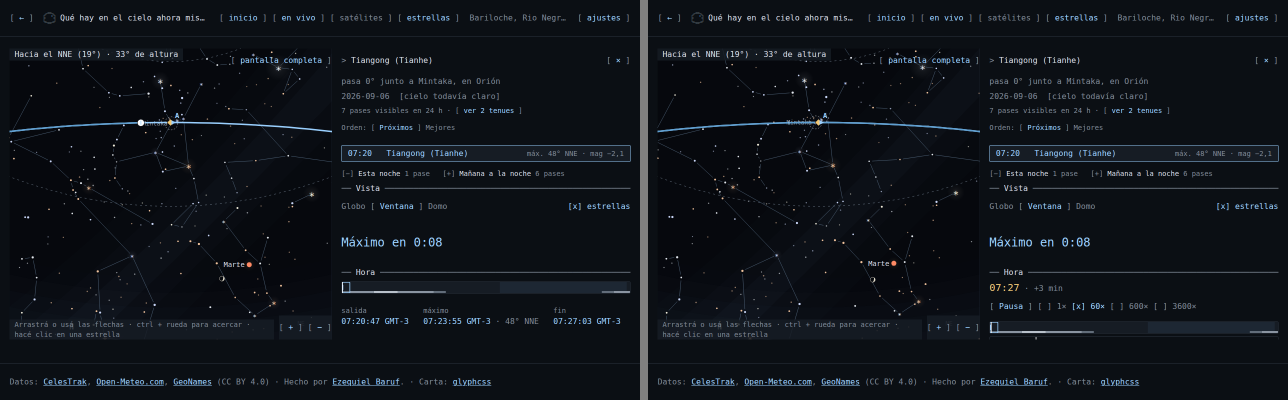 [ ← ] Qué hay en el cielo ahora mis… [ inicio ] [ en vivo ] [ satélites ] [ estrellas ] Bariloche, Rio Negr… [ ajustes ]
Hacia el NNE (19°) · 33° de altura
[ pantalla completa ]
A
Marte
Arrastrá o usá las flechas · ctrl + rueda para acercar ·
hacé clic en una estrella
[ + ] [ − ]
> Tiangong (Tianhe) [ × ]
pasa 0° junto a Mintaka, en Orión
2026-09-06 [cielo todavía claro]
7 pases visibles en 24 h · [ ver 2 tenues ]
Orden: [ Próximos ] Mejores
07:20 Tiangong (Tianhe) máx. 48° NNE · mag ~2,1
[−] Esta noche 1 pase [+] Mañana a la noche 6 pases
Vista
Globo [ Ventana ] Domo [x] estrellas
Máximo en 0:08
Hora
salida máximo fin
07:20:47 GMT-3 07:23:55 GMT-3 · 48° NNE 07:27:03 GMT-3
Datos: CelesTrak, Open-Meteo.com, GeoNames (CC BY 4.0) · Hecho por Ezequiel Baruf. · Carta: glyphcss
[ ← ] Qué hay en el cielo ahora mis… [ inicio ] [ en vivo ] [ satélites ] [ estrellas ] Bariloche, Rio Negr… [ ajustes ]
Hacia el NNE (19°) · 33° de altura
[ pantalla completa ]
Mintaka
A
Marte
Arrastrá o usá las flechas · ctrl + rueda para acercar ·
hacé clic en una estrella
[ + ] [ − ]
> Tiangong (Tianhe) [ × ]
pasa 0° junto a Mintaka, en Orión
2026-09-06 [cielo todavía claro]
7 pases visibles en 24 h · [ ver 2 tenues ]
Orden: [ Próximos ] Mejores
07:20 Tiangong (Tianhe) máx. 48° NNE · mag ~2,1
[−] Esta noche 1 pase [+] Mañana a la noche 6 pases
Vista
Globo [ Ventana ] Domo [x] estrellas
Máximo en 0:08
Hora
07:27 · +3 min
[ Pausa ] [ ] 1× [x] 60× [ ] 600× [ ] 3600×
Datos: CelesTrak, Open-Meteo.com, GeoNames (CC BY 4.0) · Hecho por Ezequiel Baruf. · Carta: glyphcss